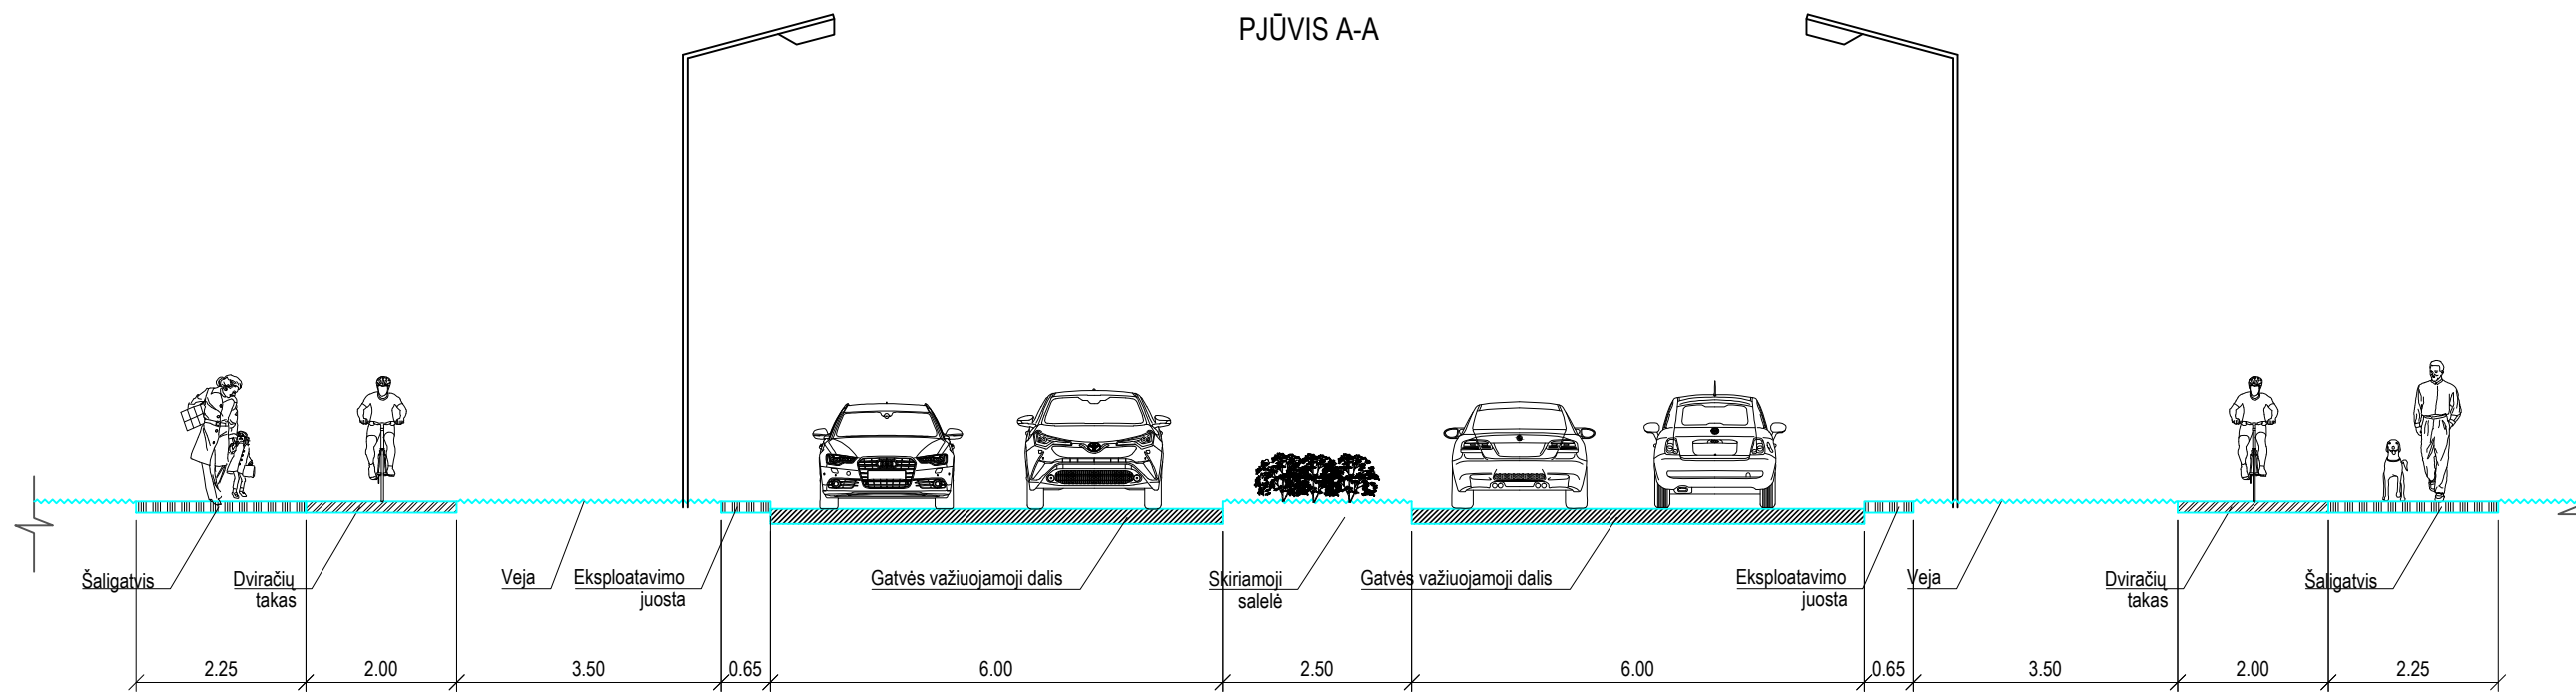 PJŪVIS A-A
Šaligatvis
Dviračių
takas
Veja
Eksploatavimo
juosta
Gatvės važiuojamoji dalis
Skiriamoji
salelė
Gatvės važiuojamoji dalis
Eksploatavimo
juosta
Veja
Dviračių
takas
Šaligatvis
2.25 2.00 3.50 0.65 6.00 2.50 6.00 0.65 3.50 2.00 2.25